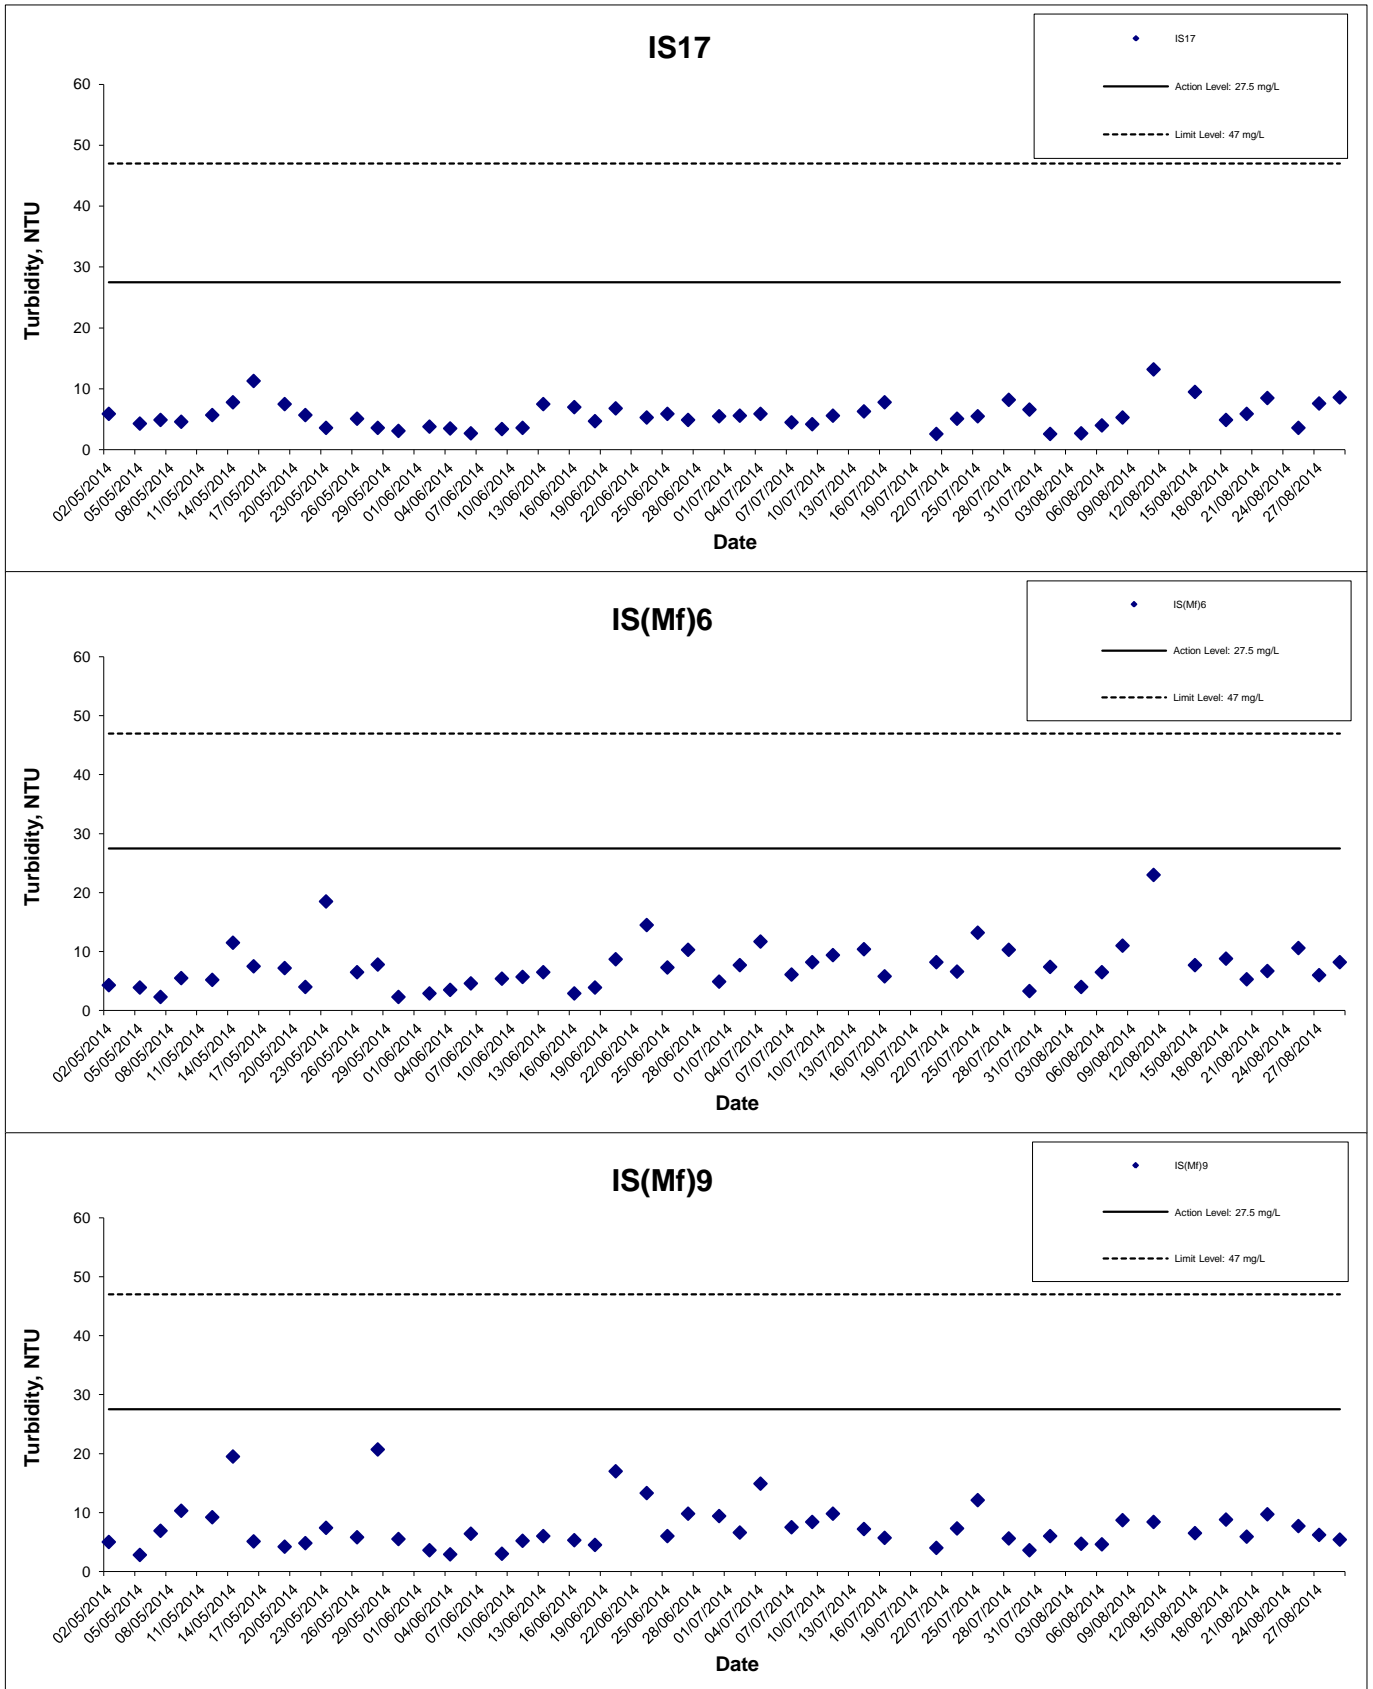 IS17
IS17
Action Level: 27.5 mg/L
Limit Level: 47 mg/L
Turbidity, NTU
60
50
40
30
20
10
0
02/05/2014 05/05/2014 08/05/2014 11/05/2014 14/05/2014 17/05/2014 20/05/2014 23/05/2014 26/05/2014 29/05/2014 01/06/2014 04/06/2014 07/06/2014 10/06/2014 13/06/2014 16/06/2014 19/06/2014 22/06/2014 25/06/2014 28/06/2014 01/07/2014 04/07/2014 07/07/2014 10/07/2014 13/07/2014 16/07/2014 19/07/2014 22/07/2014 25/07/2014 28/07/2014 31/07/2014 03/08/2014 06/08/2014 09/08/2014 12/08/2014 15/08/2014 18/08/2014 21/08/2014 24/08/2014 27/08/2014
Date
IS(Mf)6
IS(Mf)6
Action Level: 27.5 mg/L
Limit Level: 47 mg/L
Turbidity, NTU
60
50
40
30
20
10
0
02/05/2014 05/05/2014 08/05/2014 11/05/2014 14/05/2014 17/05/2014 20/05/2014 23/05/2014 26/05/2014 29/05/2014 01/06/2014 04/06/2014 07/06/2014 10/06/2014 13/06/2014 16/06/2014 19/06/2014 22/06/2014 25/06/2014 28/06/2014 01/07/2014 04/07/2014 07/07/2014 10/07/2014 13/07/2014 16/07/2014 19/07/2014 22/07/2014 25/07/2014 28/07/2014 31/07/2014 03/08/2014 06/08/2014 09/08/2014 12/08/2014 15/08/2014 18/08/2014 21/08/2014 24/08/2014 27/08/2014
Date
IS(Mf)9
IS(Mf)9
Action Level: 27.5 mg/L
Limit Level: 47 mg/L
Turbidity, NTU
60
50
40
30
20
10
0
02/05/2014 05/05/2014 08/05/2014 11/05/2014 14/05/2014 17/05/2014 20/05/2014 23/05/2014 26/05/2014 29/05/2014 01/06/2014 04/06/2014 07/06/2014 10/06/2014 13/06/2014 16/06/2014 19/06/2014 22/06/2014 25/06/2014 28/06/2014 01/07/2014 04/07/2014 07/07/2014 10/07/2014 13/07/2014 16/07/2014 19/07/2014 22/07/2014 25/07/2014 28/07/2014 31/07/2014 03/08/2014 06/08/2014 09/08/2014 12/08/2014 15/08/2014 18/08/2014 21/08/2014 24/08/2014 27/08/2014
Date